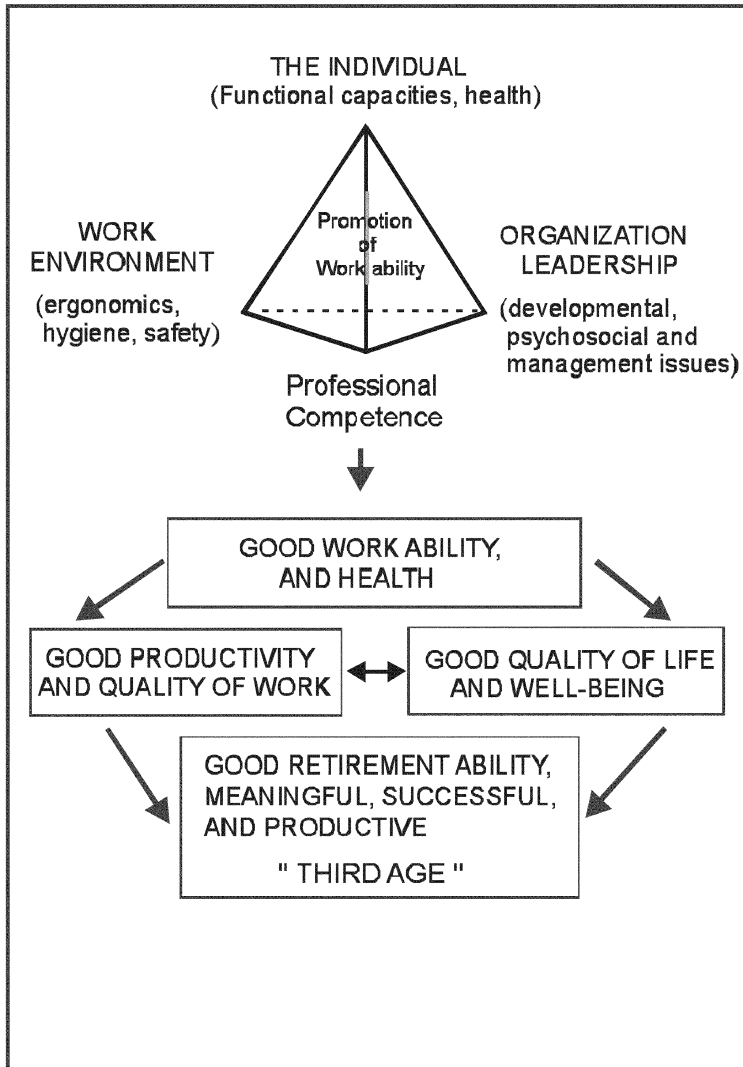 THE INDIVIDUAL
(Functional capacities, health)
Promotion
of
Work ability
WORK
ENVIRONMENT
(ergonomics,
hygiene, safety)
ORGANIZATION
LEADERSHIP
(developmental,
psychosocial and
management issues)
Professional
Competence
GOOD WORK ABILITY,
AND HEALTH
GOOD PRODUCTIVITY
AND QUALITY OF WORK
GOOD QUALITY OF LIFE
AND WELL-BEING
GOOD RETIREMENT ABILITY,
MEANINGFUL, SUCCESSFUL,
AND PRODUCTIVE
" THIRD AGE "